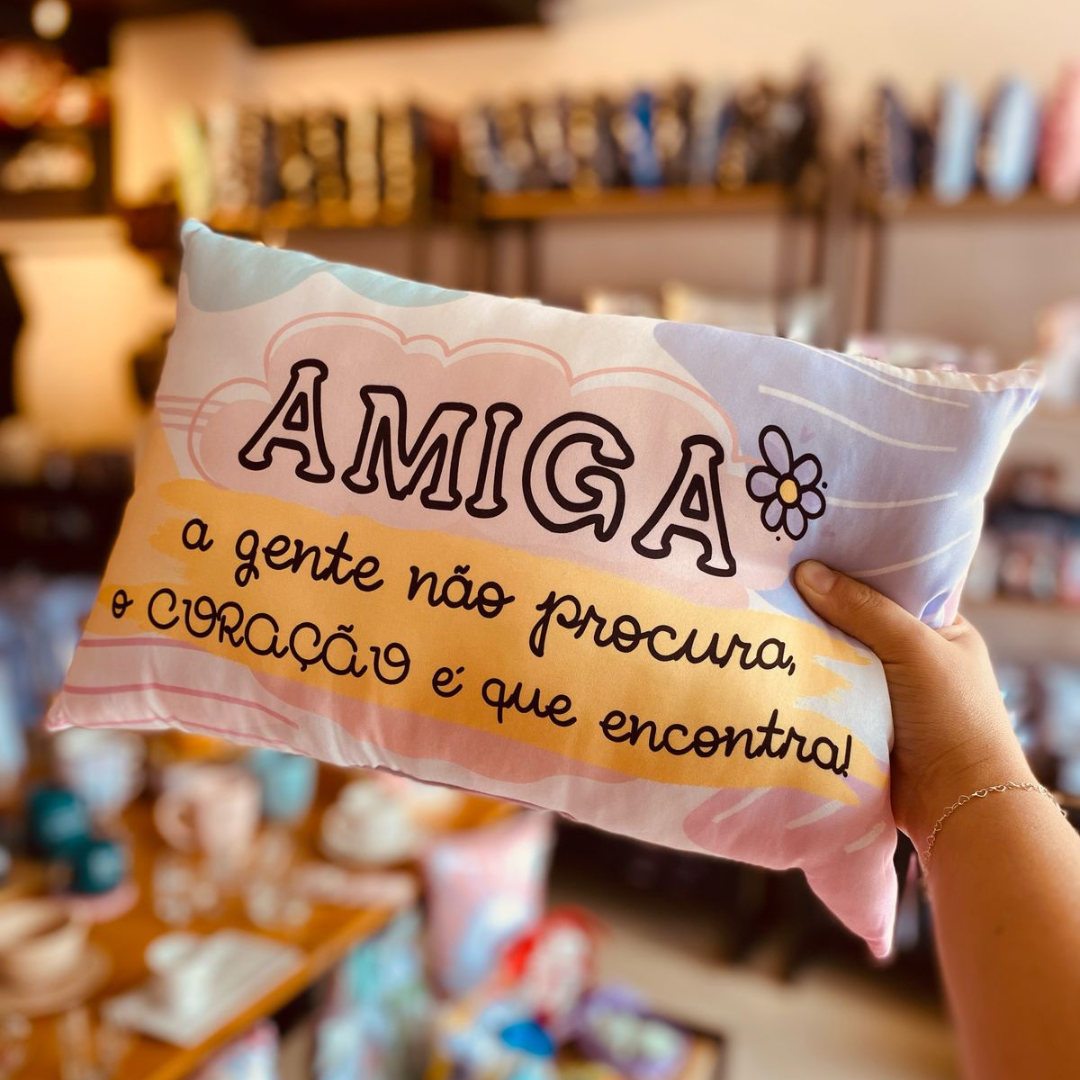 AMIGA
a gente não procura,
o CORAÇÃO é que encontra!